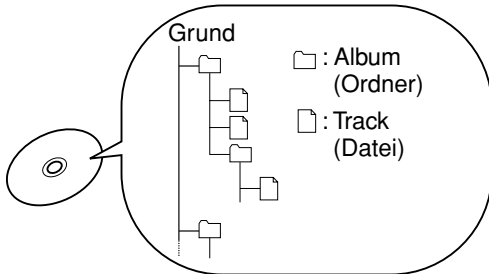 Grund
: Album
(Ordner)
: Track
(Datei)